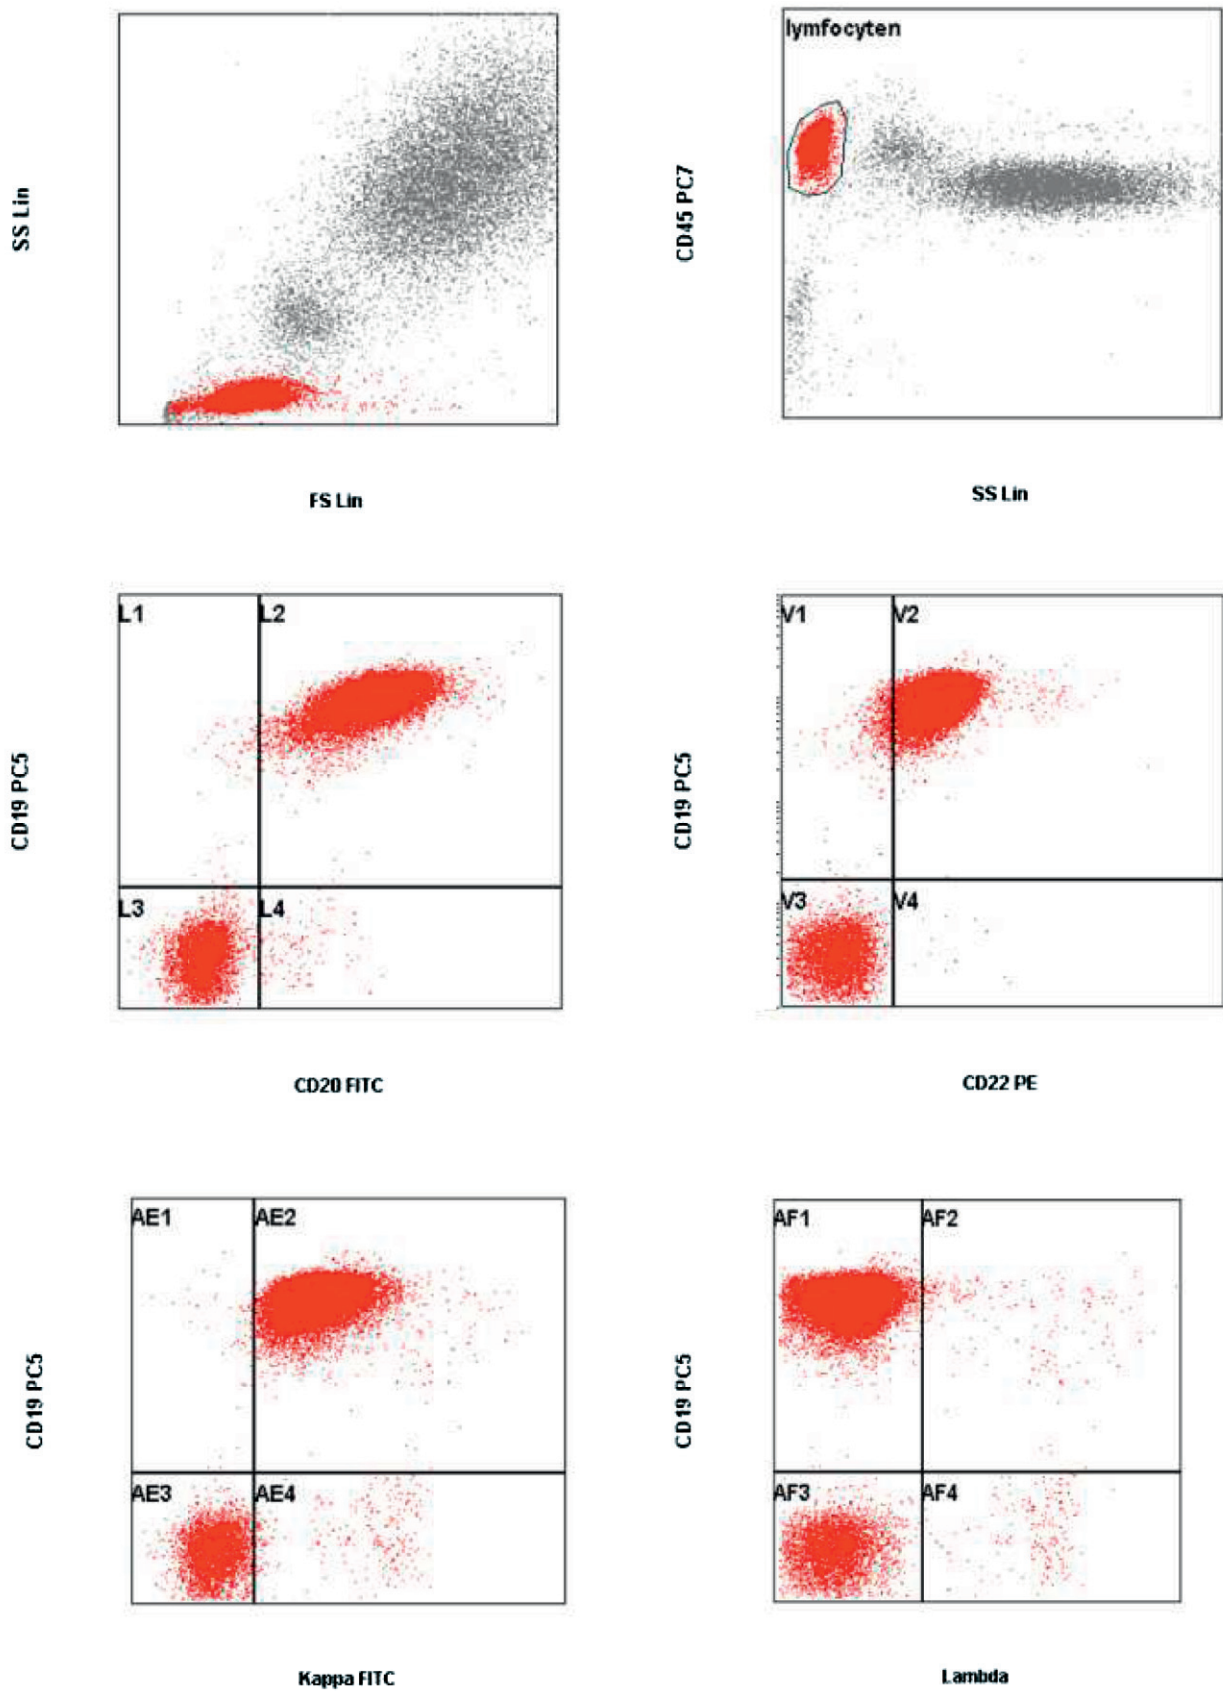 lymfocyten
SS Lin
CD45 PC7
FS Lin
SS Lin
L1
L2
V1
V2
CD19 PC5
CD19 PC5
L3
L4
V3
V4
CD20 FITC
CD22 PE
AE1
AE2
AF1
AF2
CD19 PC5
CD19 PC5
AE3
AE4
AF3
AF4
Kappa FITC
Lambda